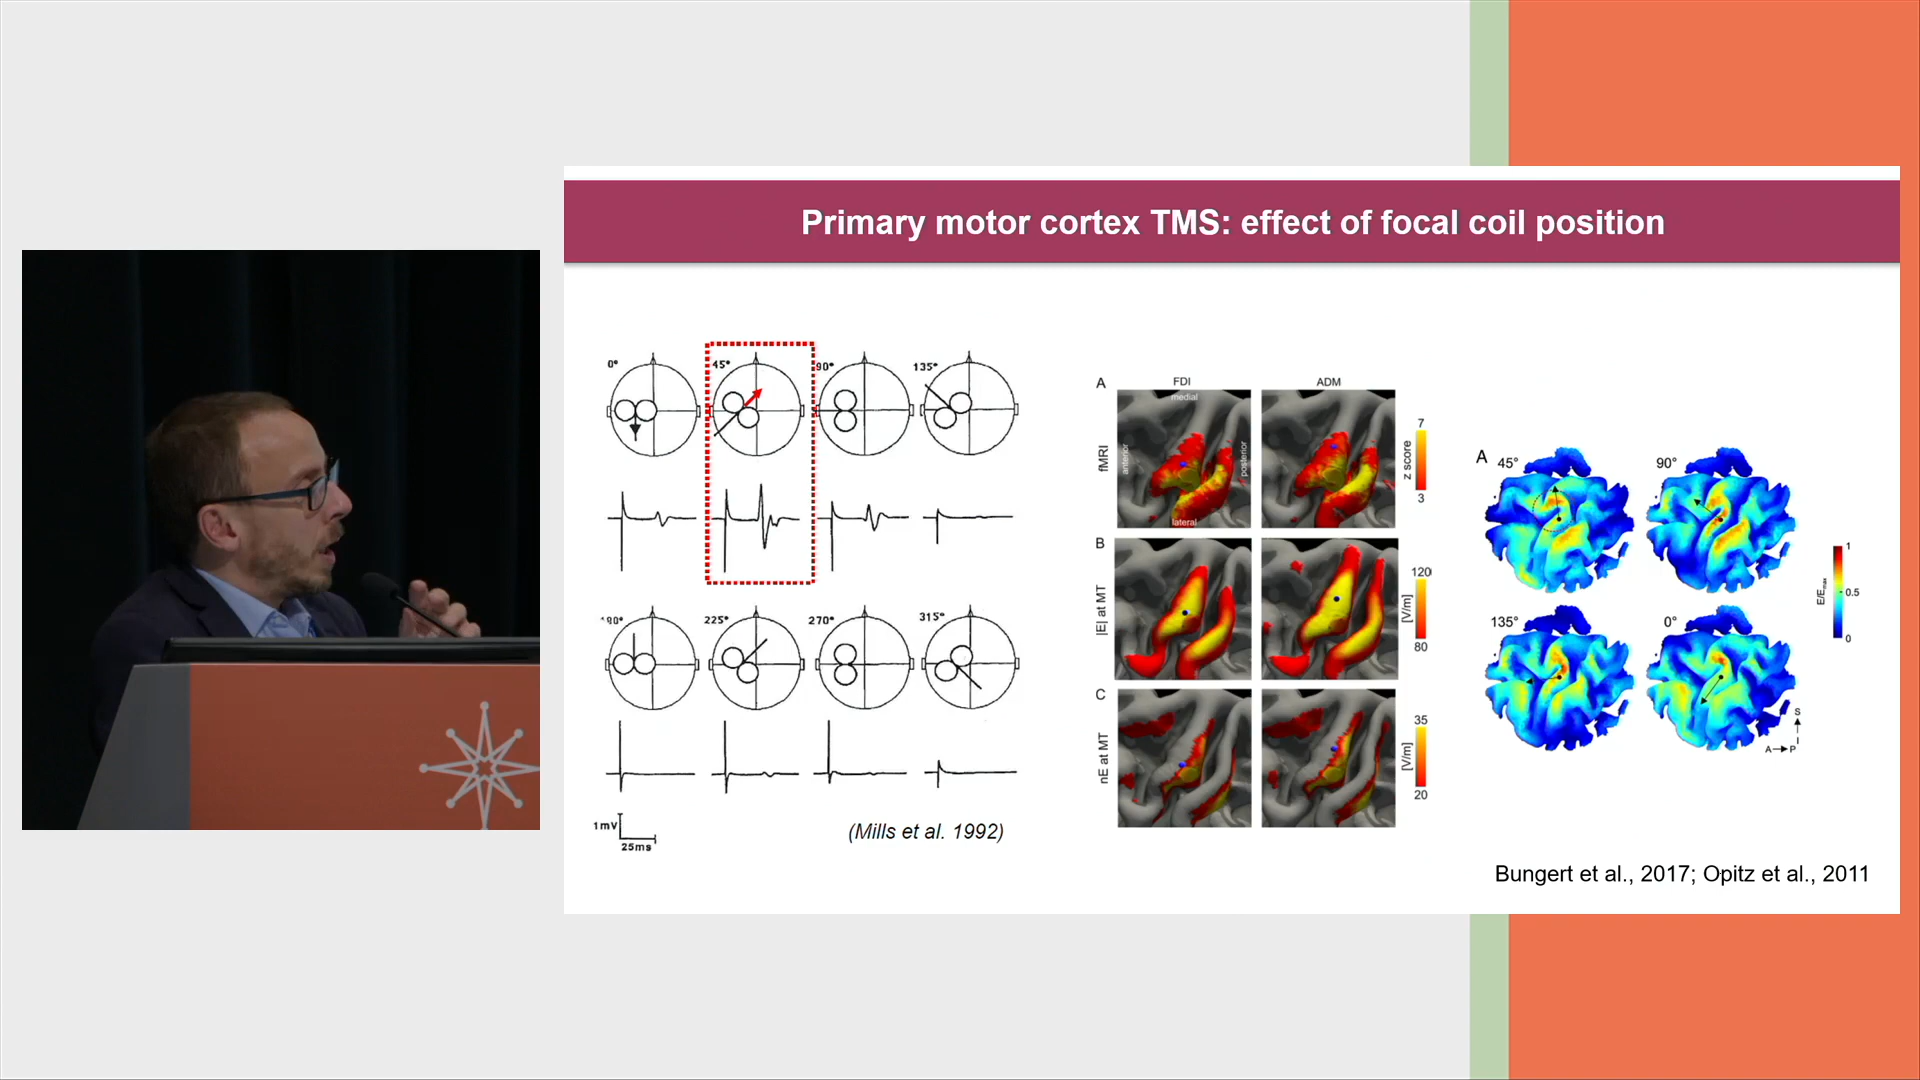 Primary motor cortex TMS: effect of focal coil position
0°
45°
90°
135°
180°
225°
270°
315°
1mV
25ms
(Mills et al. 1992)
A
FDI
ADM
medial
anterior
posterior
lateral
fMRI
z score
7
3
B
|E| at MT
120
[V/m]
80
C
nE at MT
35
[V/m]
20
A
45°
90°
135°
0°
1
0.5
0
E/Emax
S
I
A
P
Bungert et al., 2017; Opitz et al., 2011